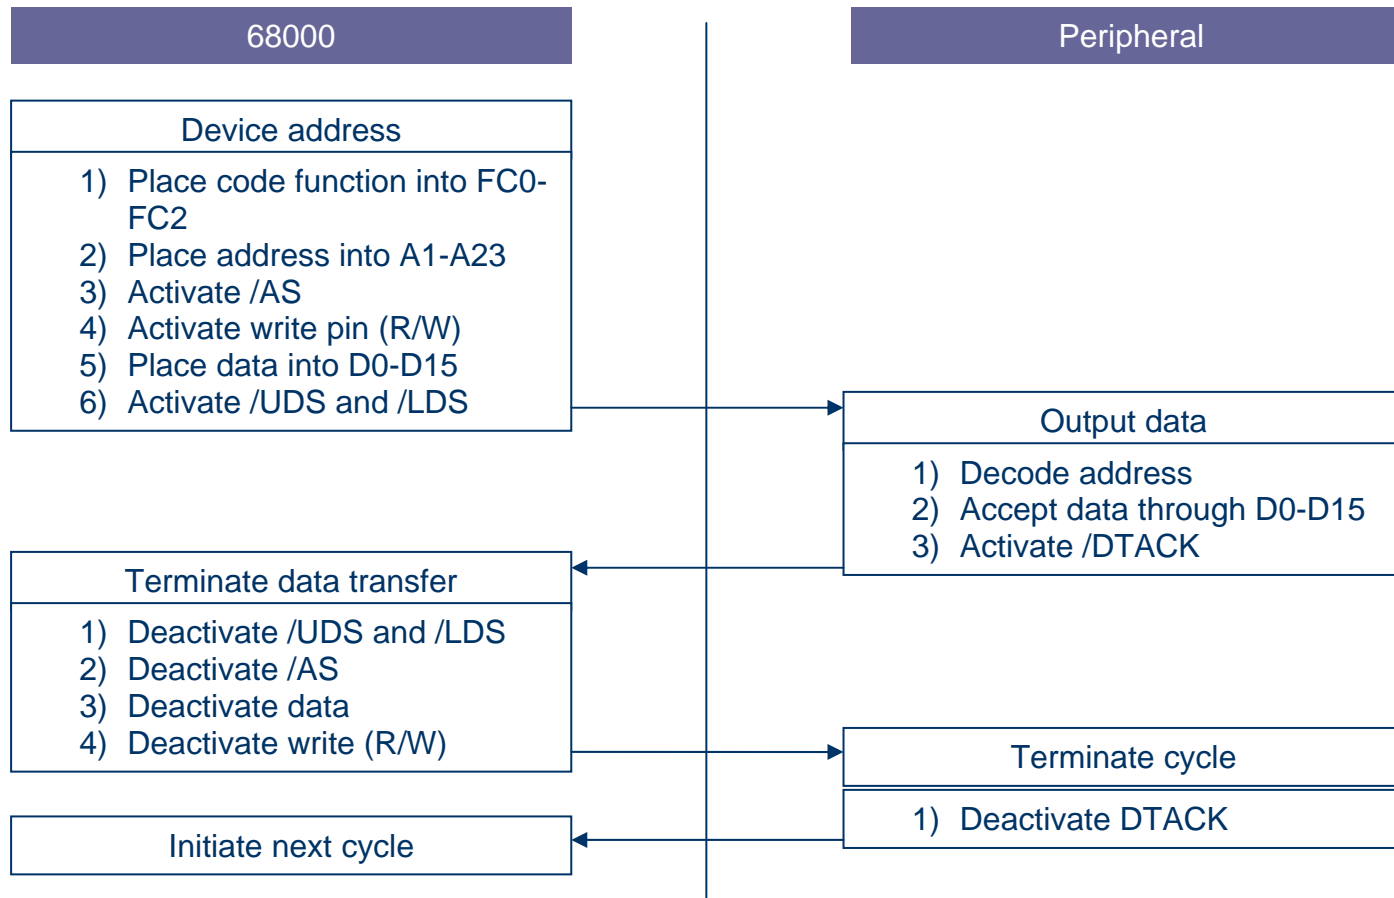 68000
Peripheral
Device address
1) Place code function into FC0-
FC2
2) Place address into A1-A23
3) Activate /AS
4) Activate write pin (R/W)
5) Place data into D0-D15
6) Activate /UDS and /LDS
Output data
1) Decode address
2) Accept data through D0-D15
3) Activate /DTACK
Terminate data transfer
1) Deactivate /UDS and /LDS
2) Deactivate /AS
3) Deactivate data
4) Deactivate write (R/W)
Terminate cycle
1) Deactivate DTACK
Initiate next cycle